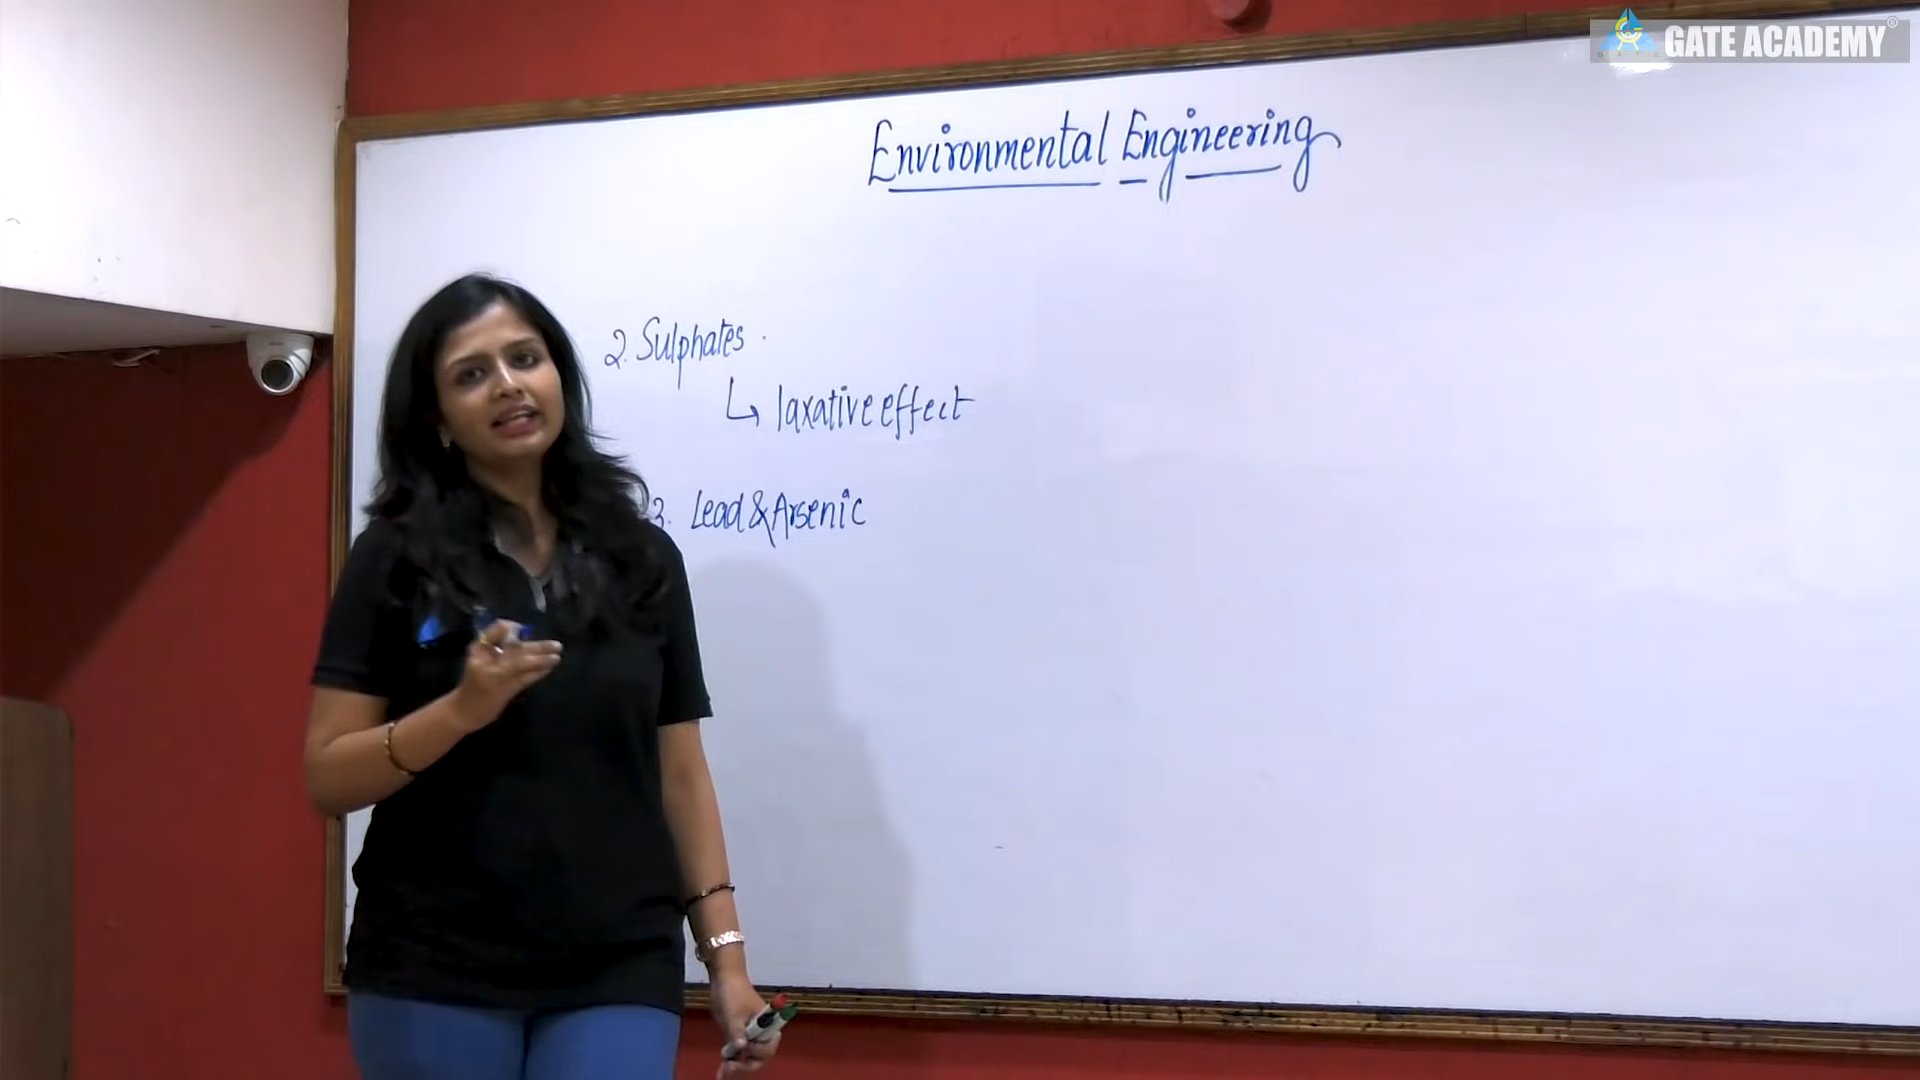 GATE ACADEMY®
Environmental Engineering
2. Sulphates.
↳ laxative effect
3. Lead & Arsenic